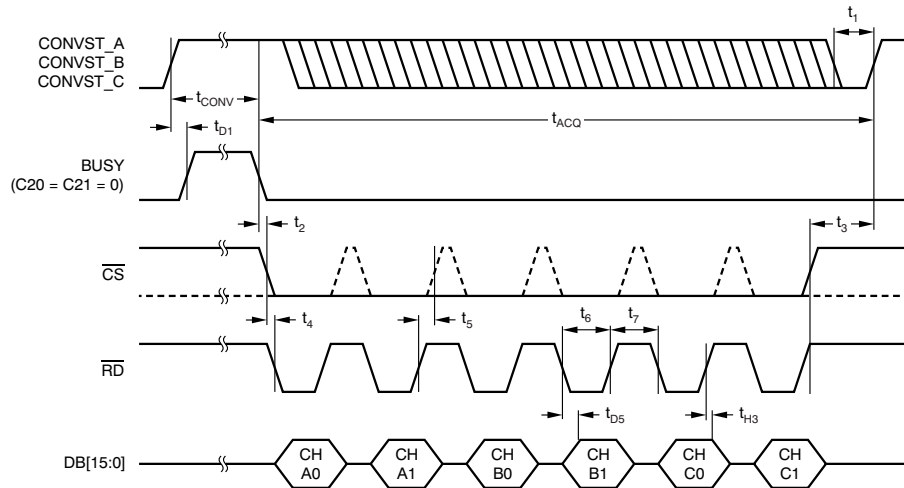 t1
CONVST_A
CONVST_B
CONVST_C
tCONV
tACQ
tD1
BUSY
(C20 = C21 = 0)
t2
t3
CS
t4
t5
t6
t7
RD
tD5
tH3
DB[15:0]
CH
A0
CH
A1
CH
B0
CH
B1
CH
C0
CH
C1